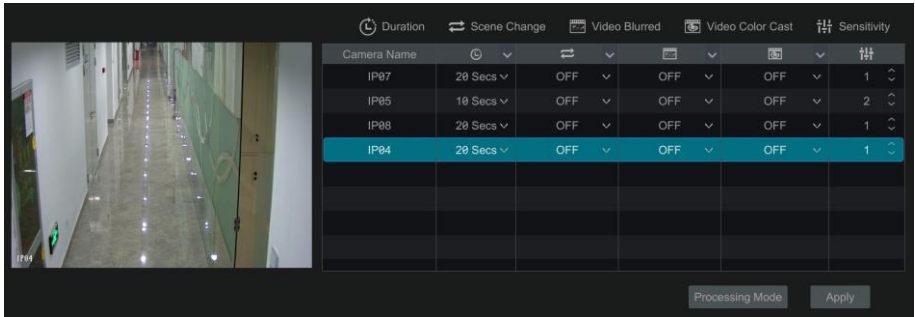 Duration Scene Change Video Blurred Video Color Cast Sensitivity
Camera Name
IP07 20 Secs OFF OFF OFF 1
IP05 10 Secs OFF OFF OFF 2
IP08 20 Secs OFF OFF OFF 1
IP04 20 Secs OFF OFF OFF 1
IP04
Processing Mode Apply